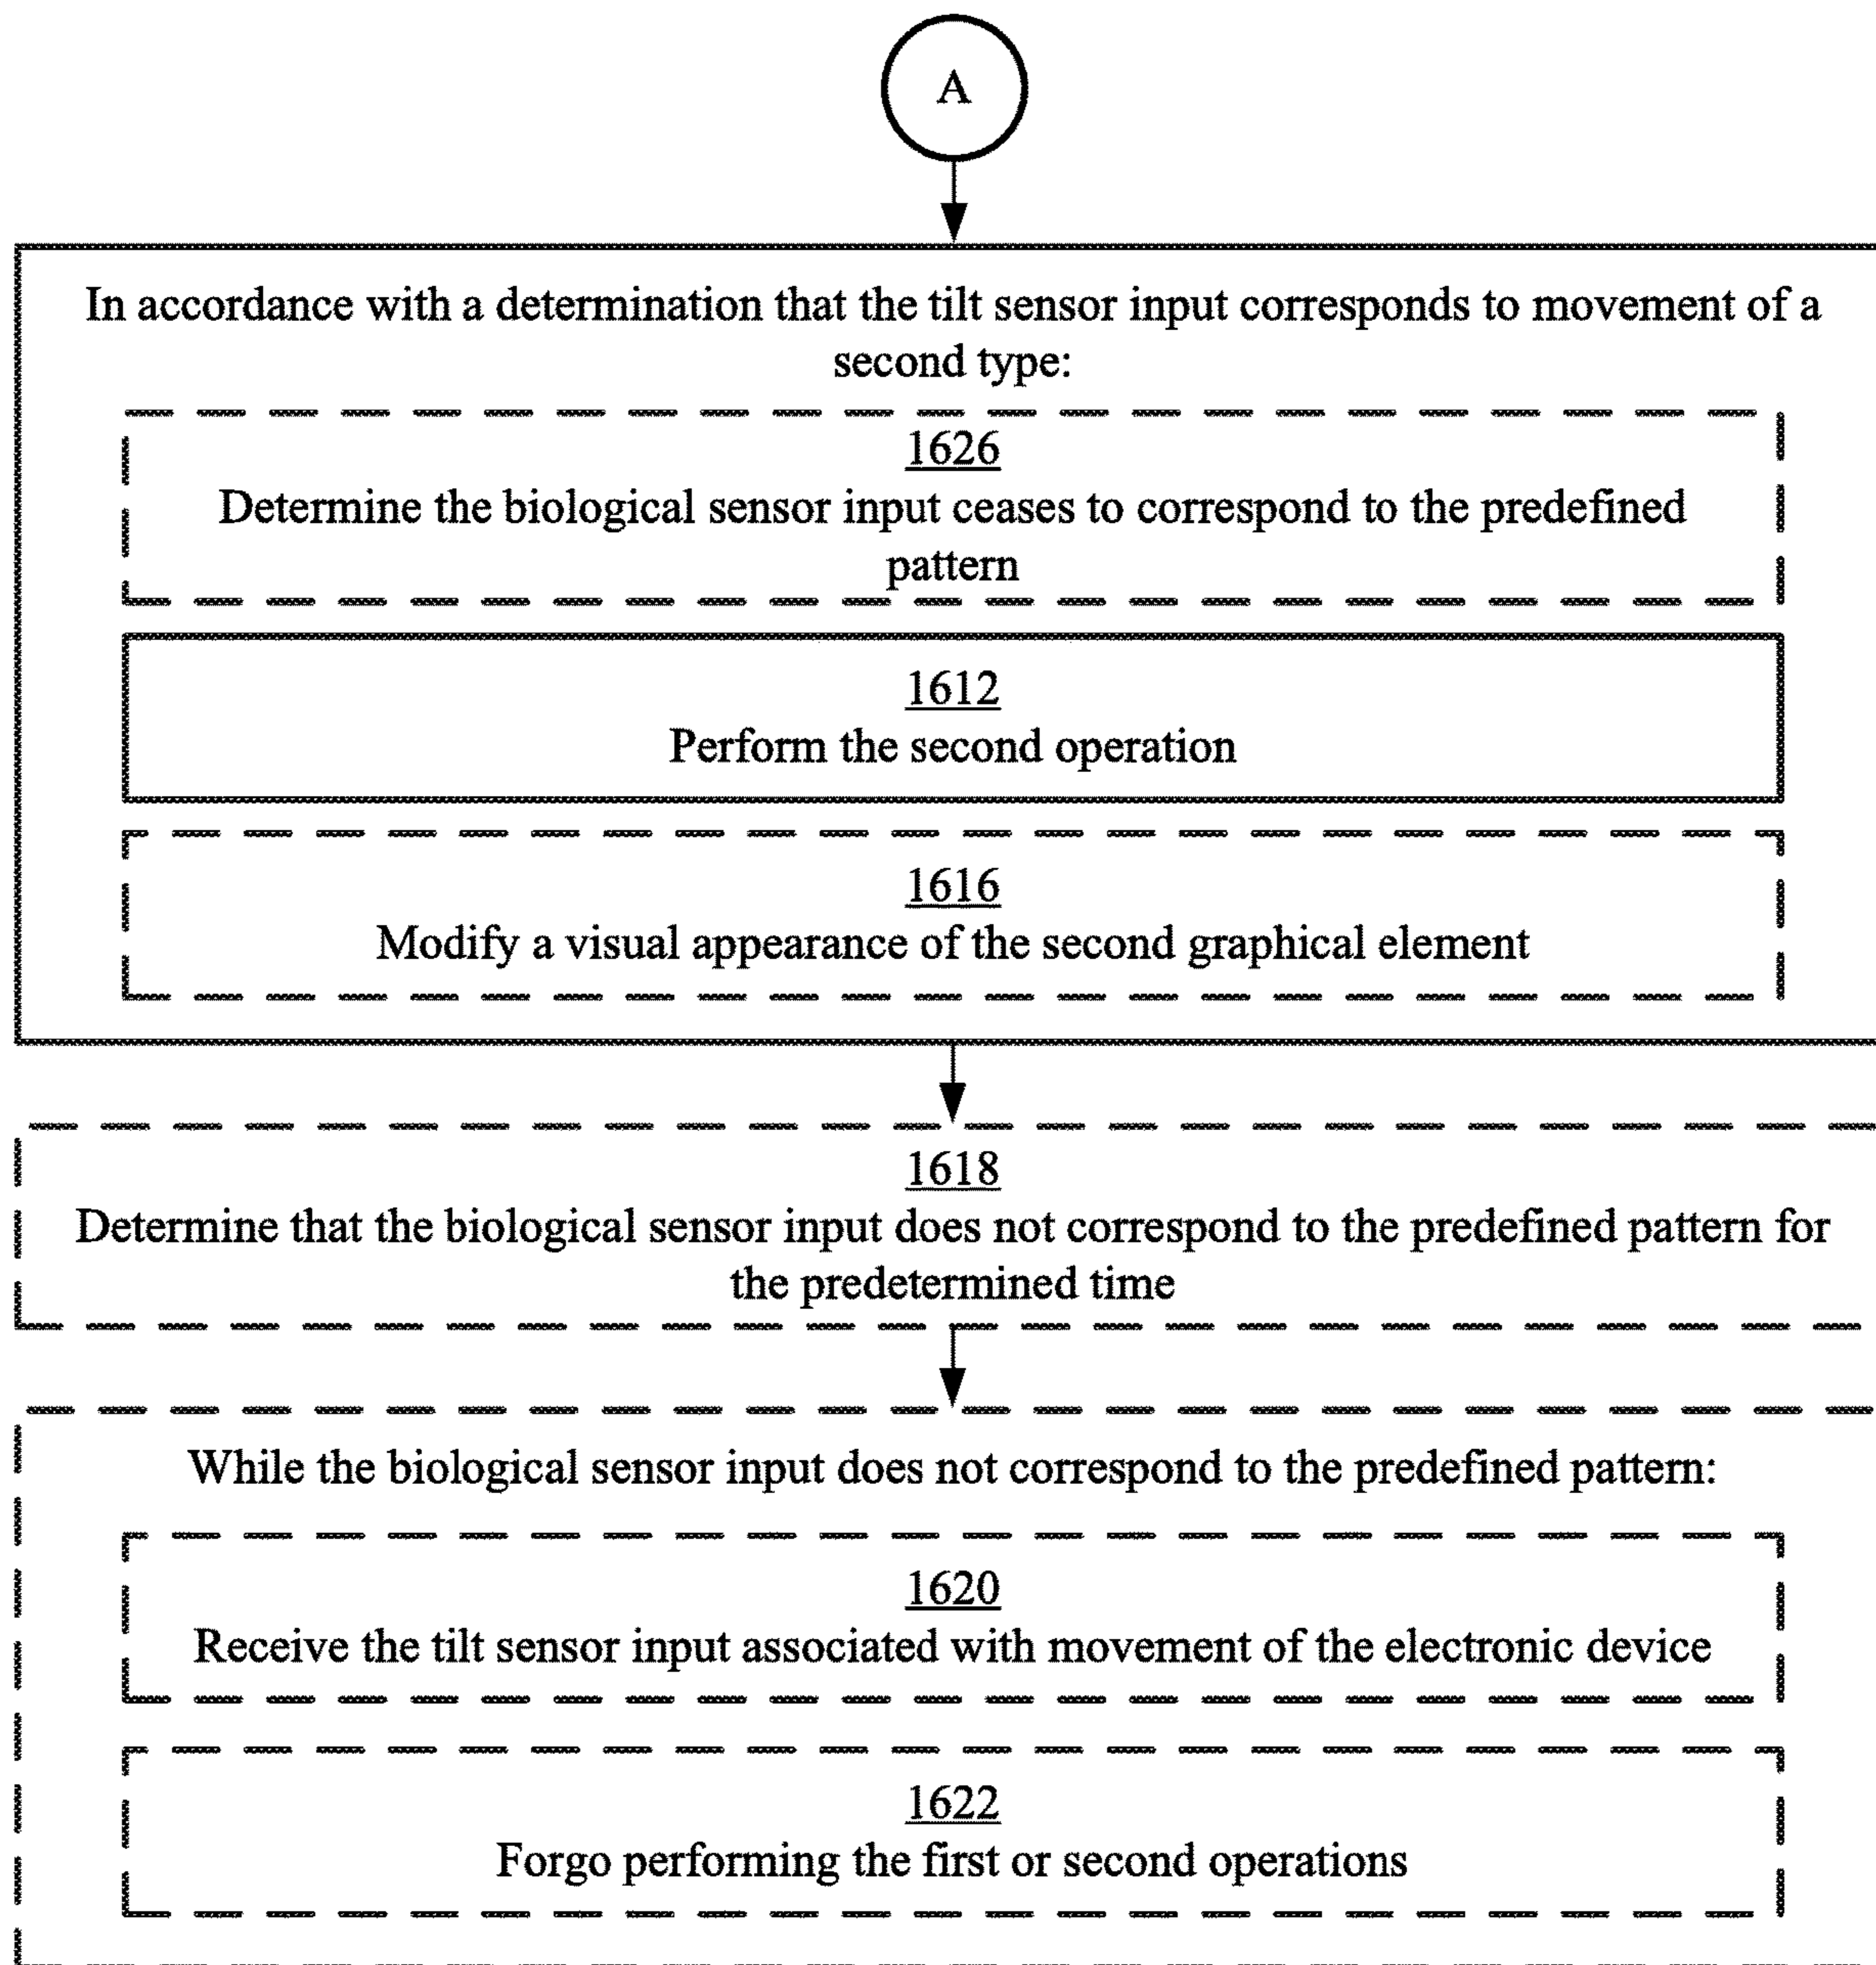 A
In accordance with a determination that the tilt sensor input corresponds to movement of a
second type:
1626
Determine the biological sensor input ceases to correspond to the predefined
pattern
1612
Perform the second operation
1616
Modify a visual appearance of the second graphical element
1618
Determine that the biological sensor input does not correspond to the predefined pattern for
the predetermined time
While the biological sensor input does not correspond to the predefined pattern:
1620
Receive the tilt sensor input associated with movement of the electronic device
1622
Forgo performing the first or second operations